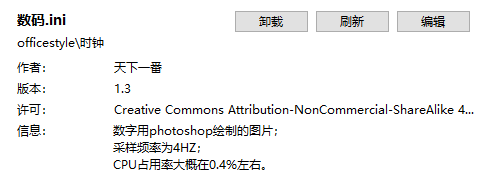 数码.ini 卸载 刷新 编辑
officestyle\时钟
作者： 天下一番
版本： 1.3
许可： Creative Commons Attribution-NonCommercial-ShareAlike 4...
信息： 数字用photoshop绘制的图片；
采样频率为4HZ；
CPU占用率大概在0.4%左右。